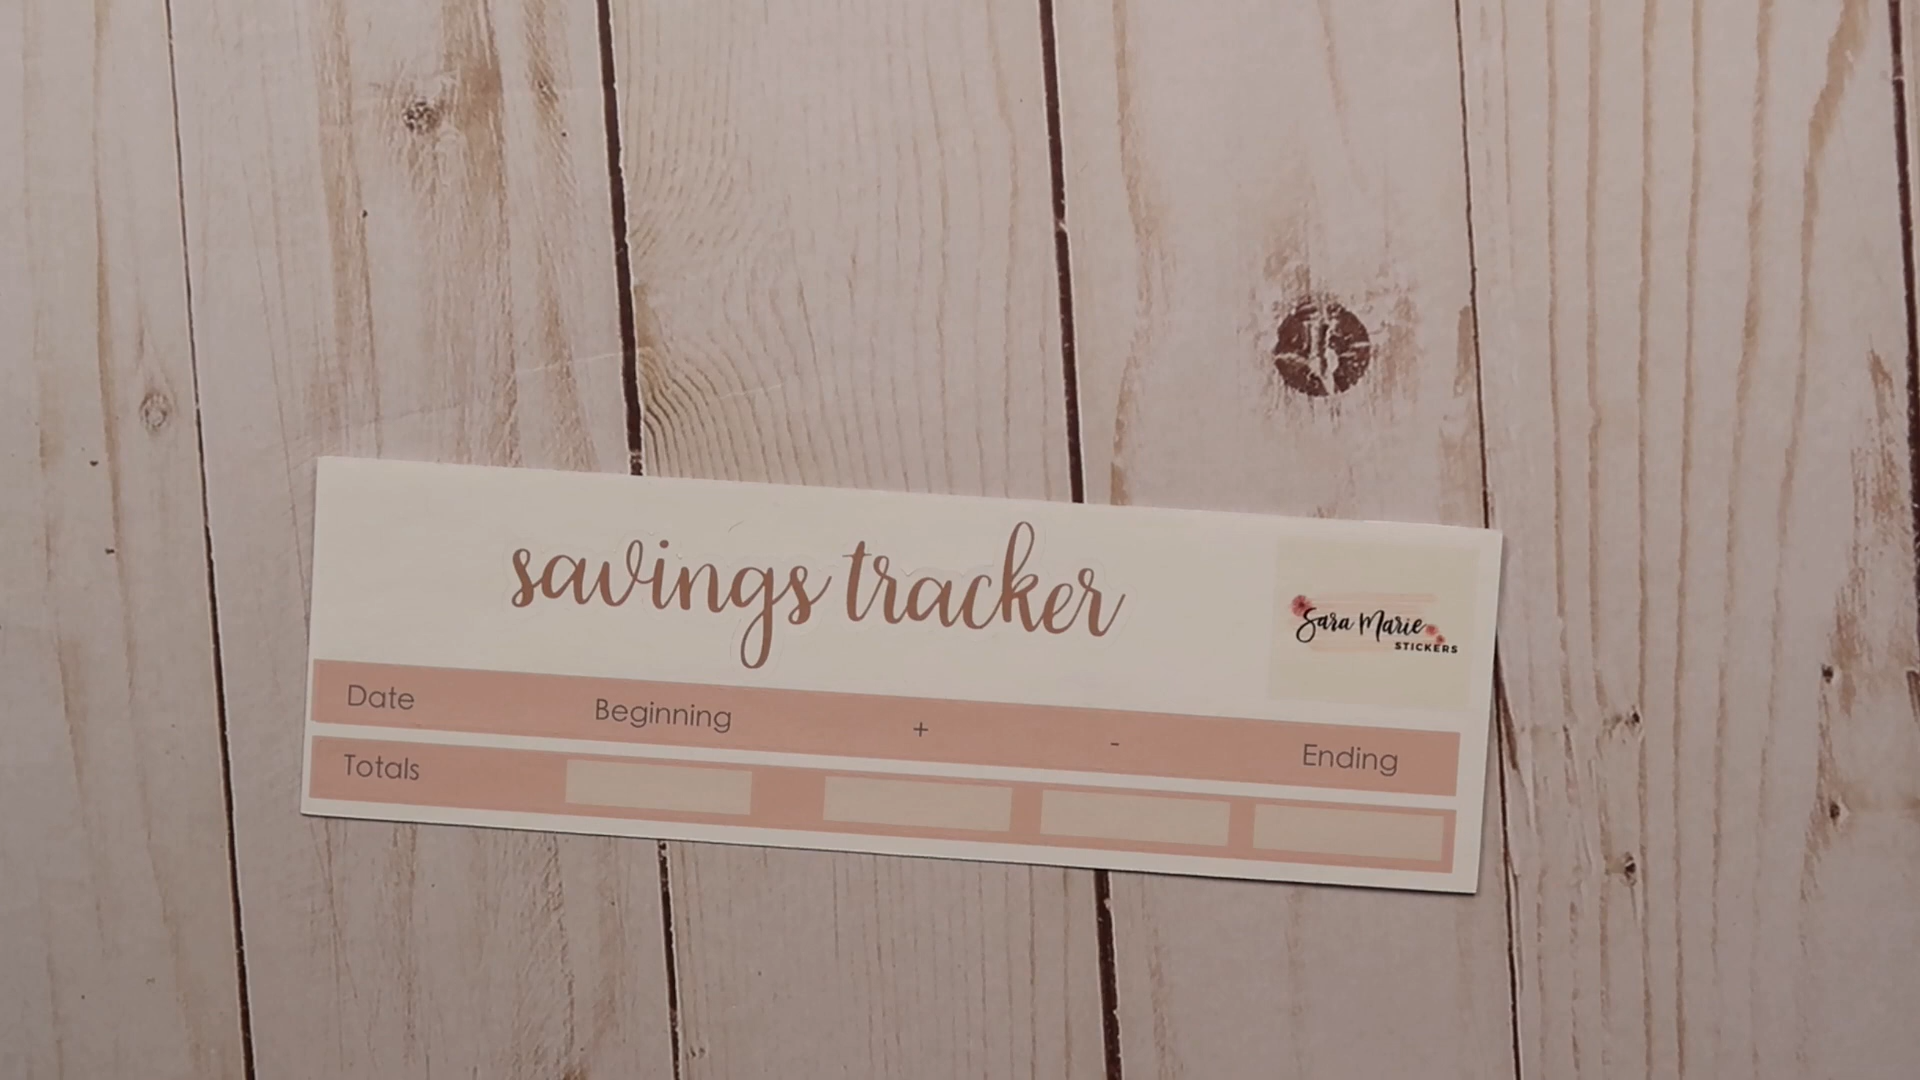 savings tracker
Sara Marie
STICKERS
Date Beginning + - Ending
Totals